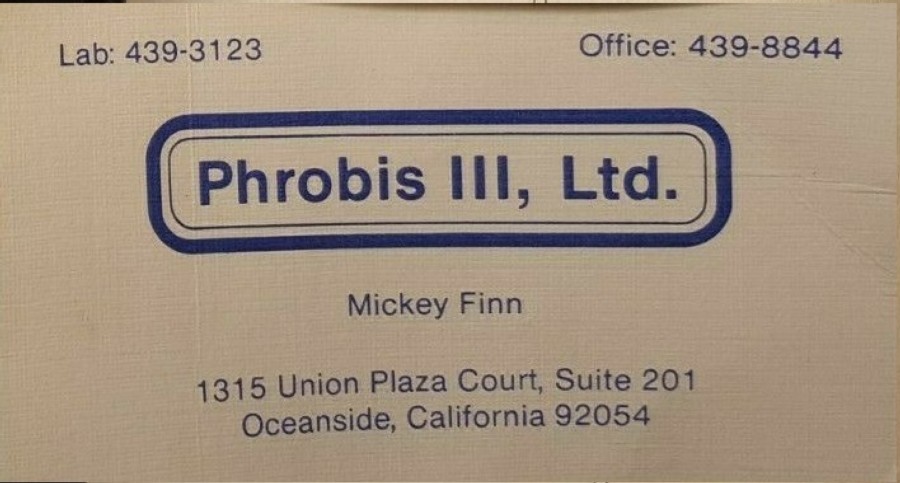 Lab: 439-3123 Office: 439-8844
Phrobis III, Ltd.
Mickey Finn
1315 Union Plaza Court, Suite 201
Oceanside, California 92054